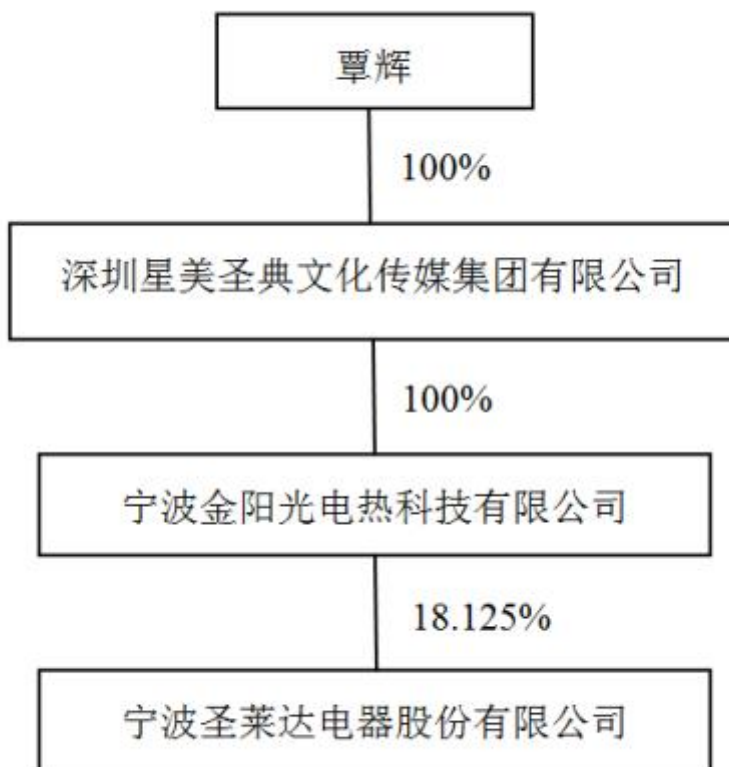 覃辉
100%
深圳星美圣典文化传媒集团有限公司
100%
宁波金阳光电热科技有限公司
18.125%
宁波圣莱达电器股份有限公司